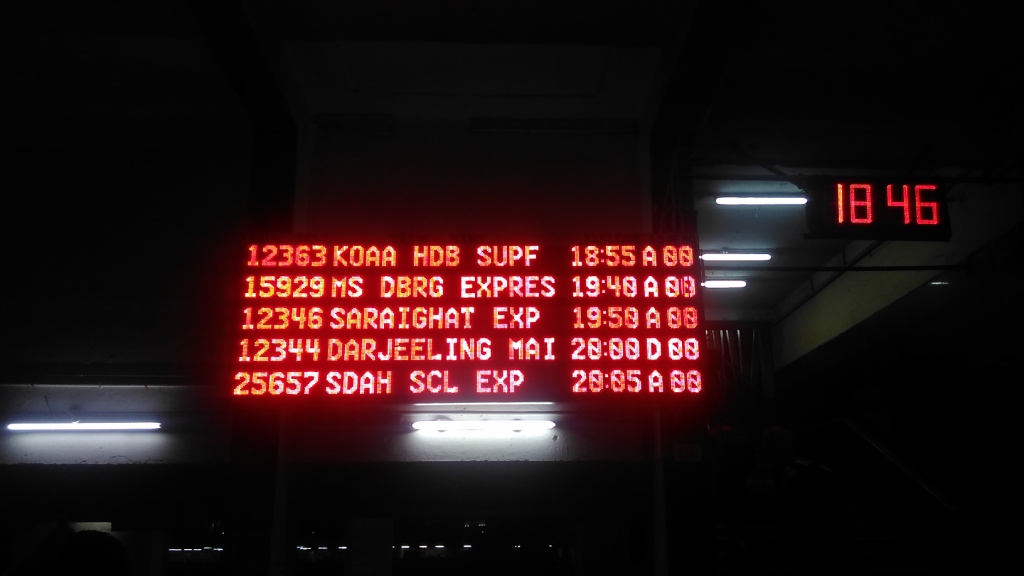 12363 KOAA HDB SUPF 18:55 A 00
15929 MS DBRG EXPRES 19:40 A 00
12346 SARAIGHAT EXP 19:50 A 00
12344 DARJEELING MAI 20:00 D 00
25657 SDAH SCL EXP 20:05 A 00
18 46